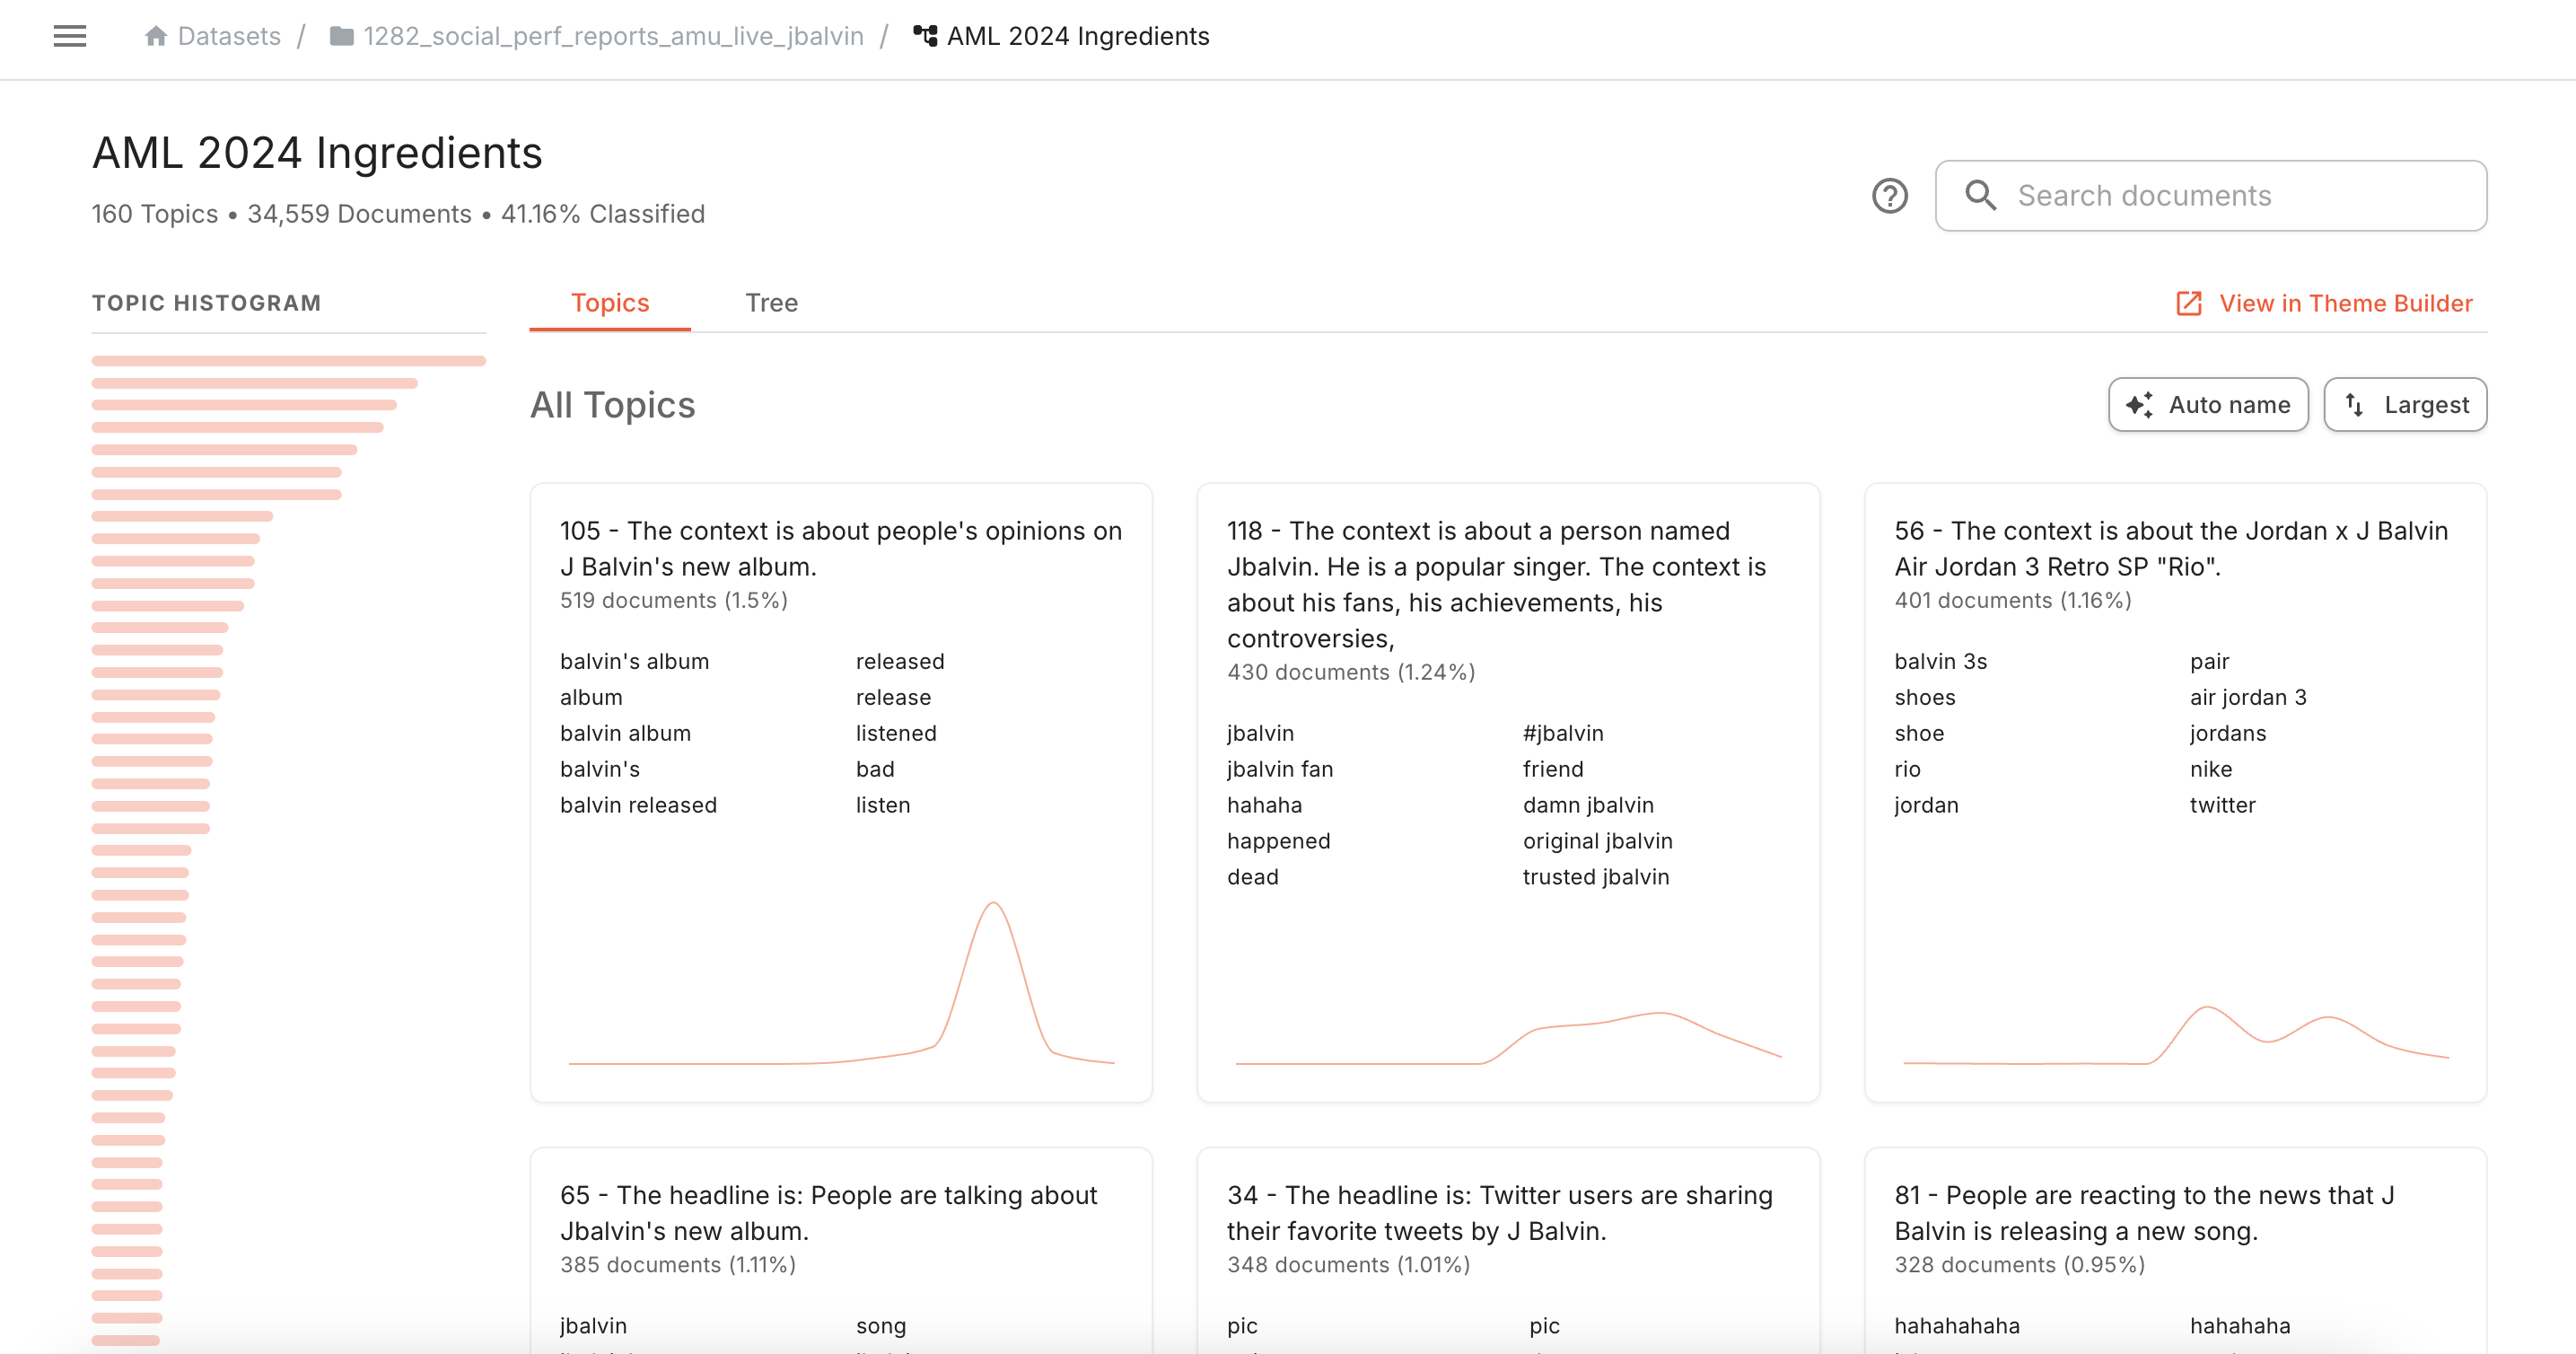 Datasets / 1282_social_perf_reports_amu_live_jbalvin / AML 2024 Ingredients
AML 2024 Ingredients
160 Topics • 34,559 Documents • 41.16% Classified
Search documents
TOPIC HISTOGRAM
Topics
Tree
View in Theme Builder
All Topics
Auto name
Largest
105 - The context is about people's opinions on
J Balvin's new album.
519 documents (1.5%)
balvin's album
album
balvin album
balvin's
balvin released
released
release
listened
bad
listen
118 - The context is about a person named
Jbalvin. He is a popular singer. The context is
about his fans, his achievements, his
controversies,
430 documents (1.24%)
jbalvin
jbalvin fan
hahaha
happened
dead
#jbalvin
friend
damn jbalvin
original jbalvin
trusted jbalvin
56 - The context is about the Jordan x J Balvin
Air Jordan 3 Retro SP "Rio".
401 documents (1.16%)
balvin 3s
shoes
shoe
rio
jordan
pair
air jordan 3
jordans
nike
twitter
65 - The headline is: People are talking about
Jbalvin's new album.
385 documents (1.11%)
jbalvin
song
34 - The headline is: Twitter users are sharing
their favorite tweets by J Balvin.
348 documents (1.01%)
pic
pic
81 - People are reacting to the news that J
Balvin is releasing a new song.
328 documents (0.95%)
hahahahaha
hahahaha